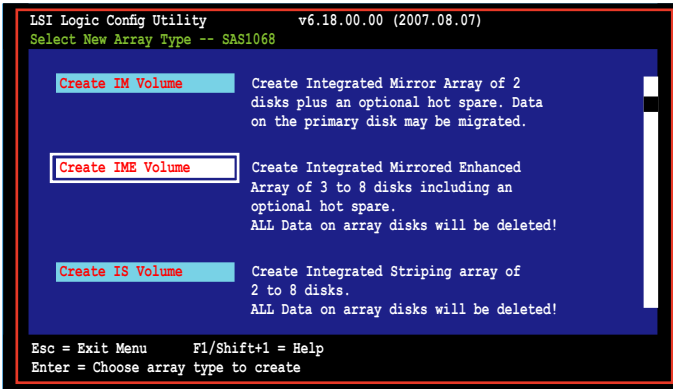 LSI Logic Config Utility v6.18.00.00 (2007.08.07)
Select New Array Type -- SAS1068
Create IM Volume Create Integrated Mirror Array of 2
disks plus an optional hot spare. Data
on the primary disk may be migrated.
Create IME Volume Create Integrated Mirrored Enhanced
Array of 3 to 8 disks including an
optional hot spare.
ALL Data on array disks will be deleted!
Create IS Volume Create Integrated Striping array of
2 to 8 disks.
ALL Data on array disks will be deleted!
Esc = Exit Menu F1/Shift+1 = Help
Enter = Choose array type to create